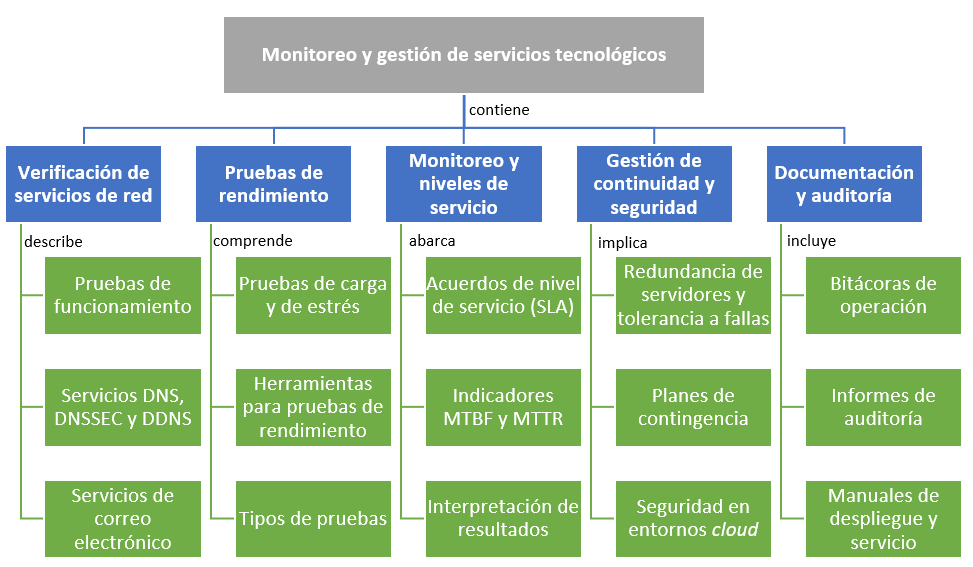 Monitoreo y gestión de servicios tecnológicos
contiene
Verificación de
servicios de red
describe
Pruebas de
funcionamiento
Servicios DNS,
DNSSEC y DDNS
Servicios de
correo
electrónico
Pruebas de
rendimiento
comprende
Pruebas de carga
y de estrés
Herramientas
para pruebas de
rendimiento
Tipos de pruebas
Monitoreo y
niveles de
servicio
abarca
Acuerdos de nivel
de servicio (SLA)
Indicadores
MTBF y MTTR
Interpretación de
resultados
Gestión de
continuidad y
seguridad
implica
Redundancia de
servidores y
tolerancia a fallas
Planes de
contingencia
Seguridad en
entornos cloud
Documentación
y auditoría
incluye
Bitácoras de
operación
Informes de
auditoría
Manuales de
despliegue y
servicio